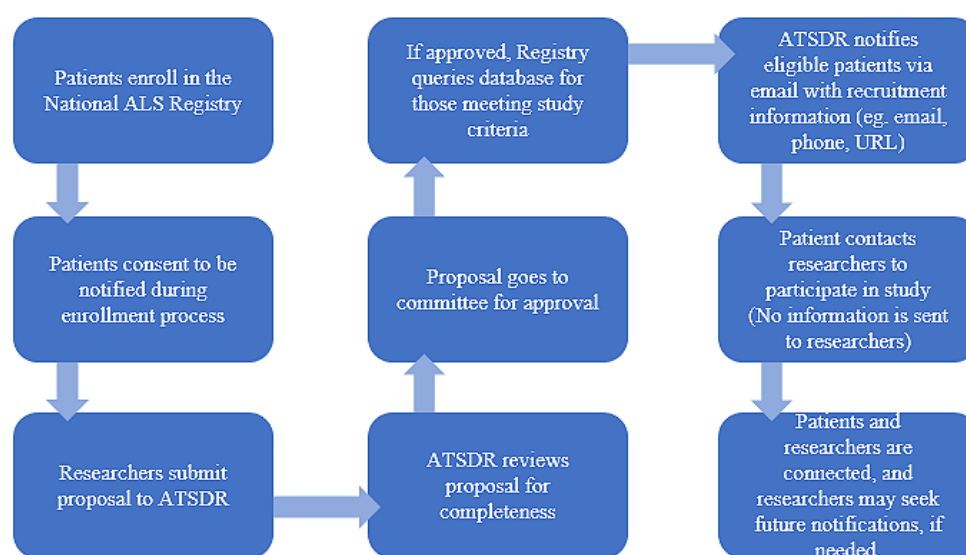 Patients enroll in the
National ALS Registry
Patients consent to be
notified during
enrollment process
Researchers submit
proposal to ATSDR
ATSDR reviews
proposal for
completeness
Proposal goes to
committee for approval
If approved, Registry
queries database for
those meeting study
criteria
ATSDR notifies
eligible patients via
email with recruitment
information (eg. email,
phone, URL)
Patient contacts
researchers to
participate in study
(No information is sent
to researchers)
Patients and
researchers are
connected, and
researchers may seek
future notifications, if
needed